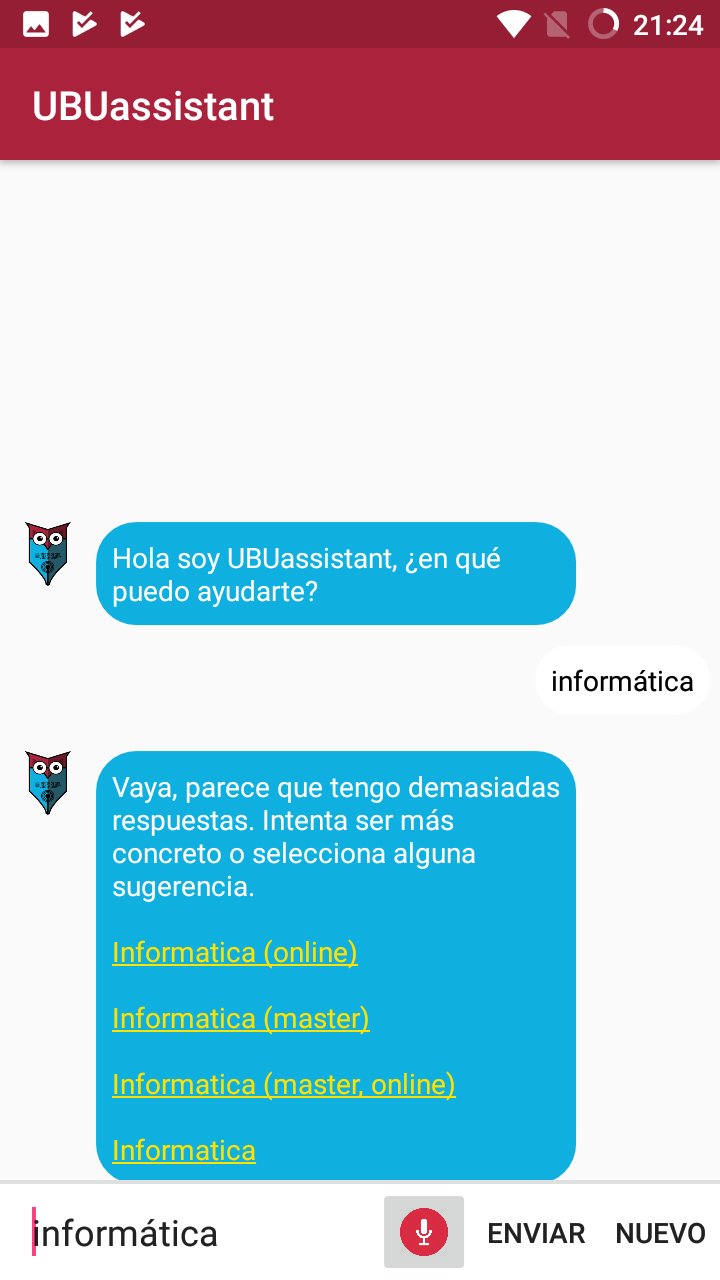 21:24
UBUassistant
Hola soy UBUassistant, ¿en qué
puedo ayudarte?
informática
Vaya, parece que tengo demasiadas
respuestas. Intenta ser más
concreto o selecciona alguna
sugerencia.
Informatica (online)
Informatica (master)
Informatica (master, online)
Informatica
informática ENVIAR NUEVO